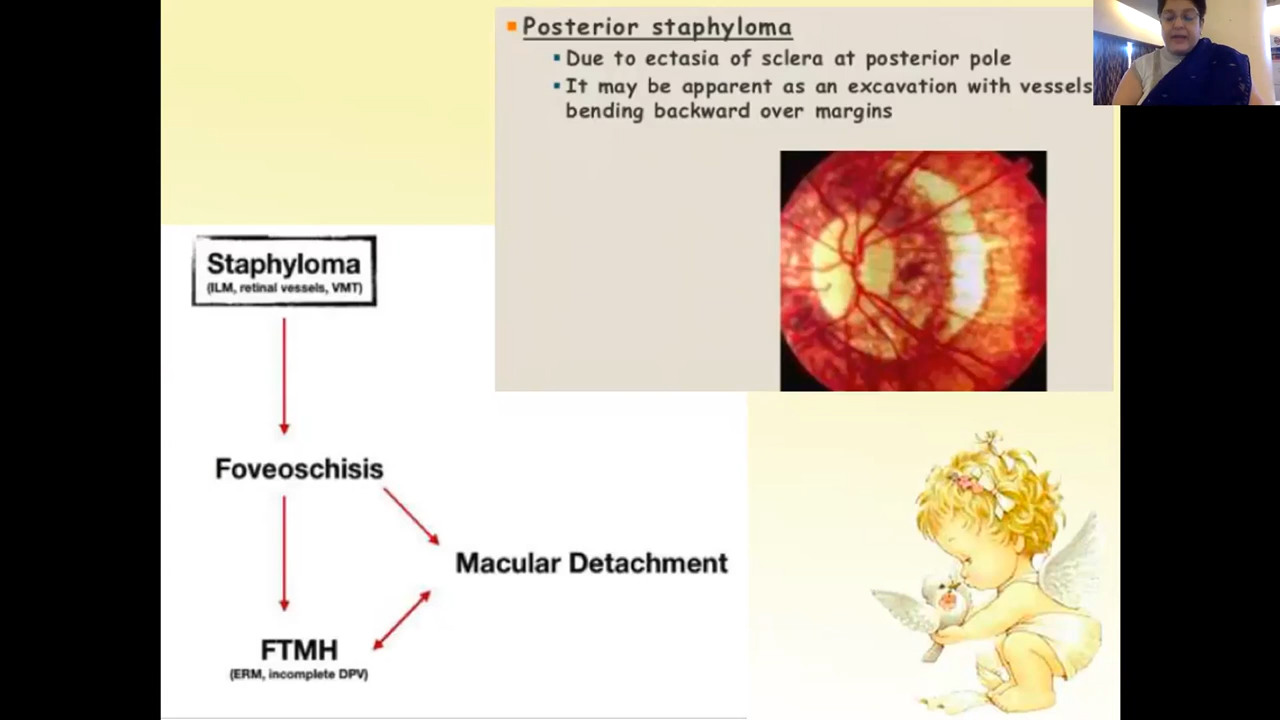 Posterior staphyloma
Due to ectasia of sclera at posterior pole
It may be apparent as an excavation with vessels
bending backward over margins
Staphyloma
(ILM, retinal vessels, VMT)
Foveoschisis
Macular Detachment
FTMH
(ERM, incomplete DPV)